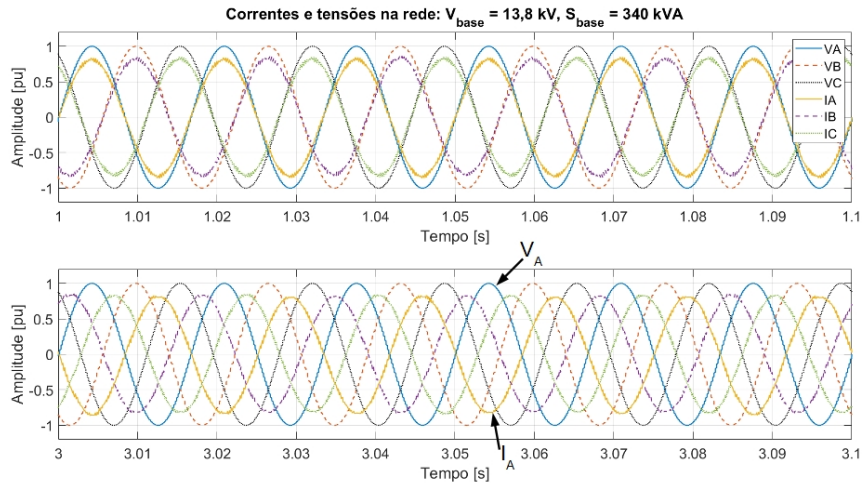 Correntes e tensões na rede: V_base = 13,8 kV, S_base = 340 kVA
Amplitude [pu]
1
0.5
0
-0.5
-1
VA
VB
VC
IA
IB
IC
1 1.01 1.02 1.03 1.04 1.05 1.06 1.07 1.08 1.09 1.1
Tempo [s]
V_A
Amplitude [pu]
1
0.5
0
-0.5
-1
3 3.01 3.02 3.03 3.04 3.05 3.06 3.07 3.08 3.09 3.1
I_A
Tempo [s]